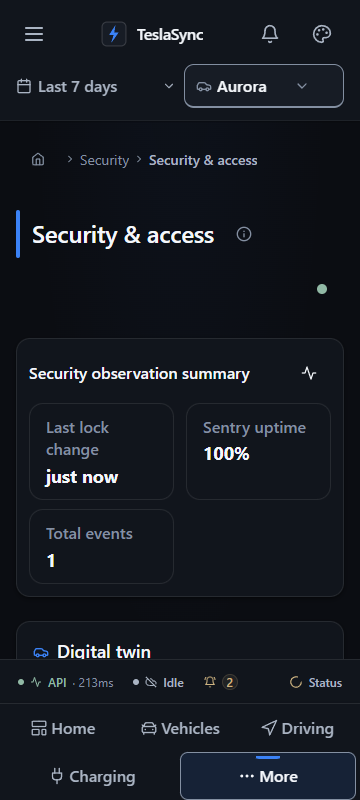 TeslaSync
Last 7 days
Aurora
Security
Security & access
Security & access
Security observation summary
Last lock
change
just now
Sentry uptime
100%
Total events
1
Digital twin
API · 213ms
Idle
2
Status
Home
Vehicles
Driving
Charging
More